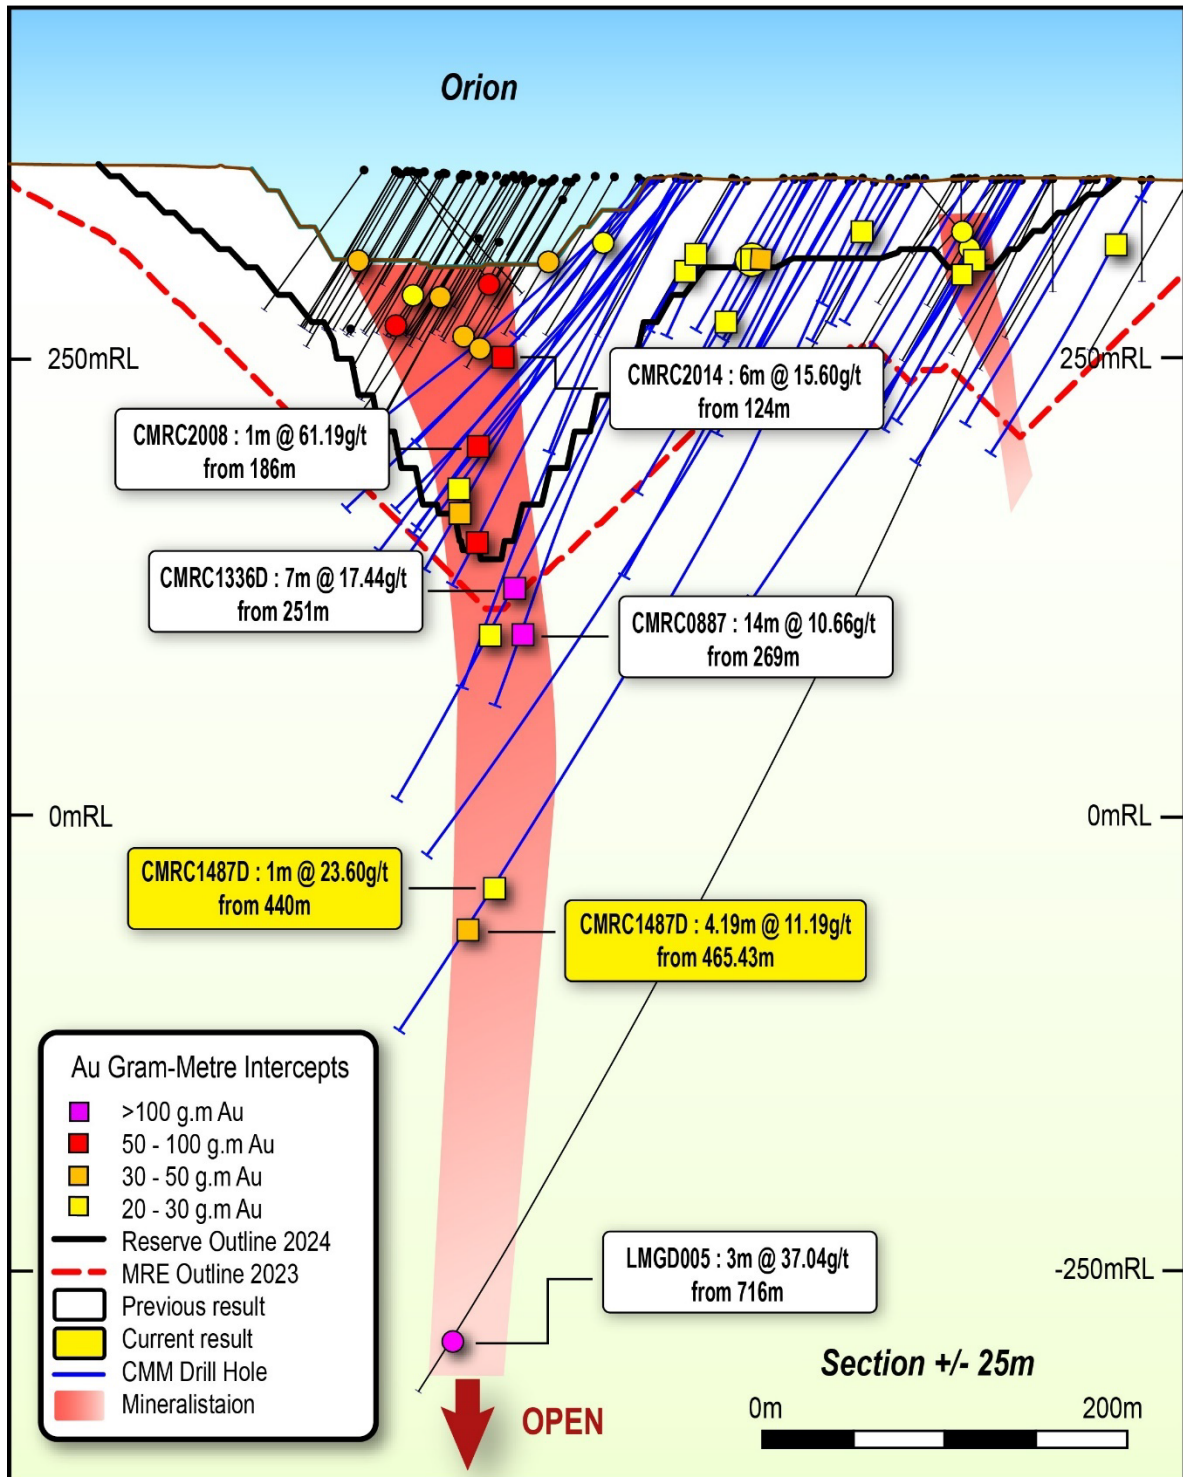 Orion
250mRL
250mRL
CMRC2014 : 6m @ 15.60g/t
from 124m
CMRC2008 : 1m @ 61.19g/t
from 186m
CMRC1336D : 7m @ 17.44g/t
from 251m
CMRC0887 : 14m @ 10.66g/t
from 269m
0mRL
0mRL
CMRC1487D : 1m @ 23.60g/t
from 440m
CMRC1487D : 4.19m @ 11.19g/t
from 465.43m
Au Gram-Metre Intercepts
>100 g.m Au
50 - 100 g.m Au
30 - 50 g.m Au
20 - 30 g.m Au
Reserve Outline 2024
MRE Outline 2023
Previous result
Current result
CMM Drill Hole
Mineralistaion
LMGD005 : 3m @ 37.04g/t
from 716m
-250mRL
Section +/- 25m
0m
200m
OPEN